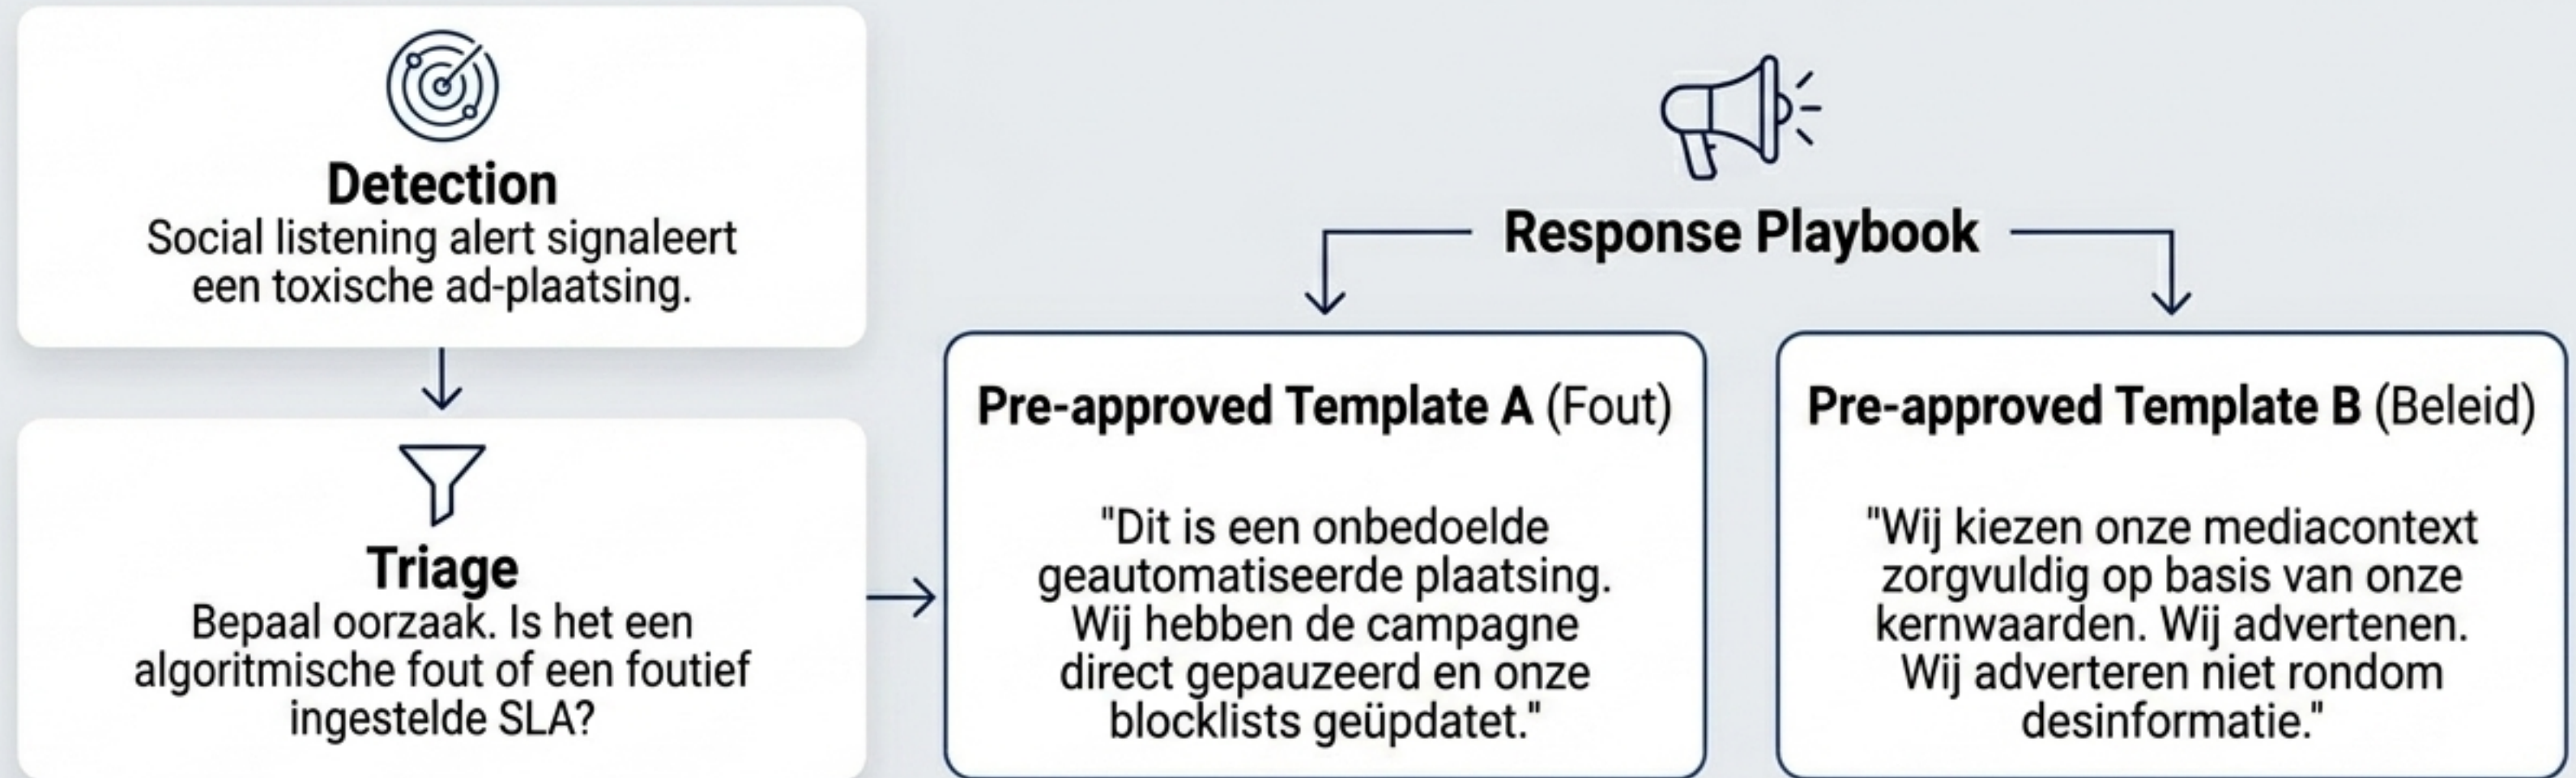 Detection
Social listening alert signaleert
een toxische ad-plaatsing.
Triage
Bepaal oorzaak. Is het een
algoritmische fout of een foutief
ingestelde SLA?
Response Playbook
Pre-approved Template A (Fout)
"Dit is een onbedoelde
geautomatiseerde plaatsing.
Wij hebben de campagne
direct gepauzeerd en onze
blocklists geüpdatet."
Pre-approved Template B (Beleid)
"Wij kiezen onze mediacontext
zorgvuldig op basis van onze
kernwaarden. Wij advertenen.
Wij adverteren niet rondom
desinformatie."